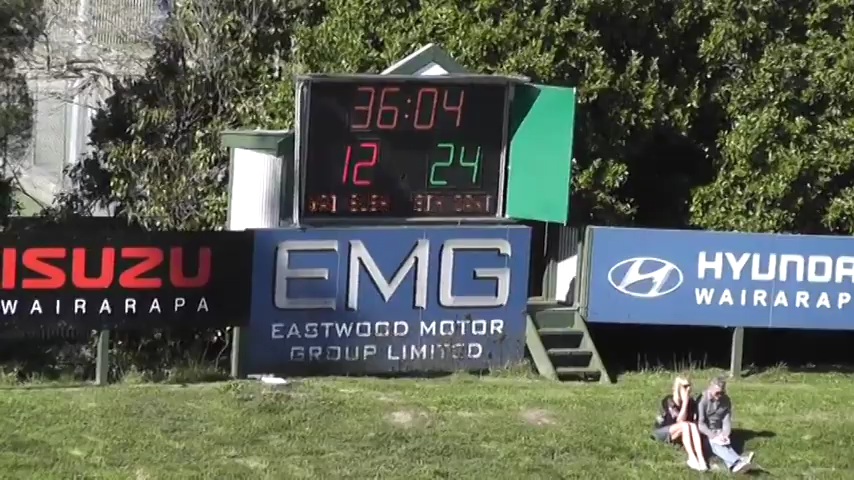 36:04
12 24
ISUZU
WAIRARAPA
EMG
EASTWOOD MOTOR
GROUP LIMITED
HYUNDA
WAIRARAP